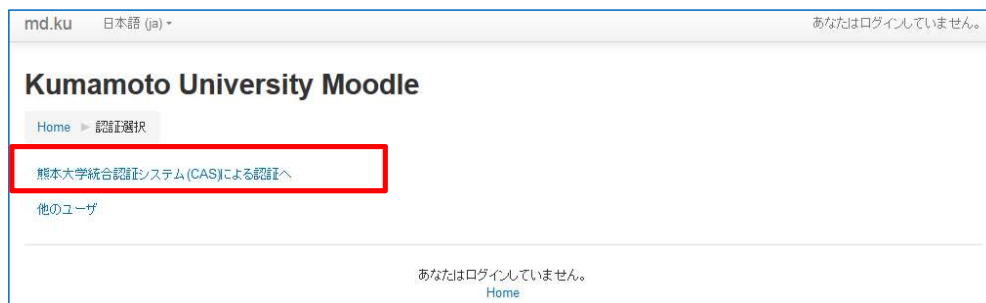 md.ku 日本語 (ja) あなたはログインしていません。
Kumamoto University Moodle
Home ▶ 認証選択
熊本大学統合認証システム(CAS)による認証へ
他のユーザ
あなたはログインしていません。
Home